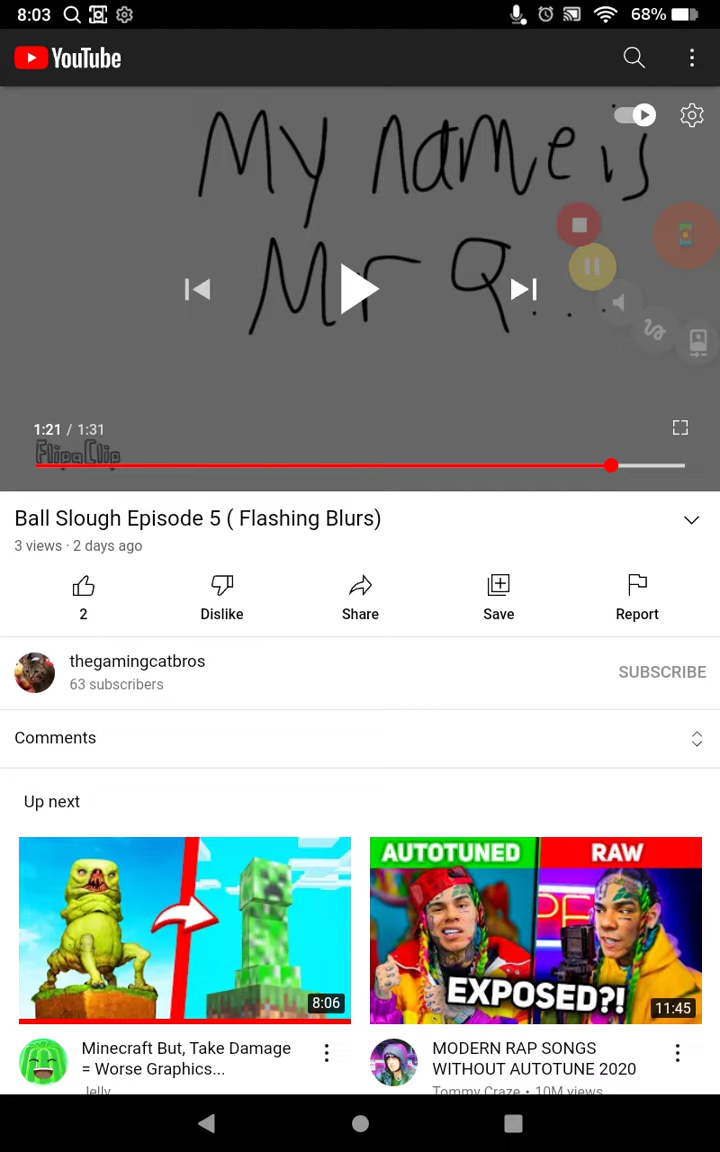 8:03
68%
YouTube
My name is
Mr Q...
1:21 / 1:31
FlipaClip
Ball Slough Episode 5 ( Flashing Blurs)
3 views · 2 days ago
2
Dislike
Share
Save
Report
thegamingcatbros
63 subscribers
SUBSCRIBE
Comments
Up next
AUTOTUNED
RAW
EXPOSED?!
8:06
11:45
Minecraft But, Take Damage
= Worse Graphics...
Jelly
MODERN RAP SONGS
WITHOUT AUTOTUNE 2020
Tommy Craze • 10M views